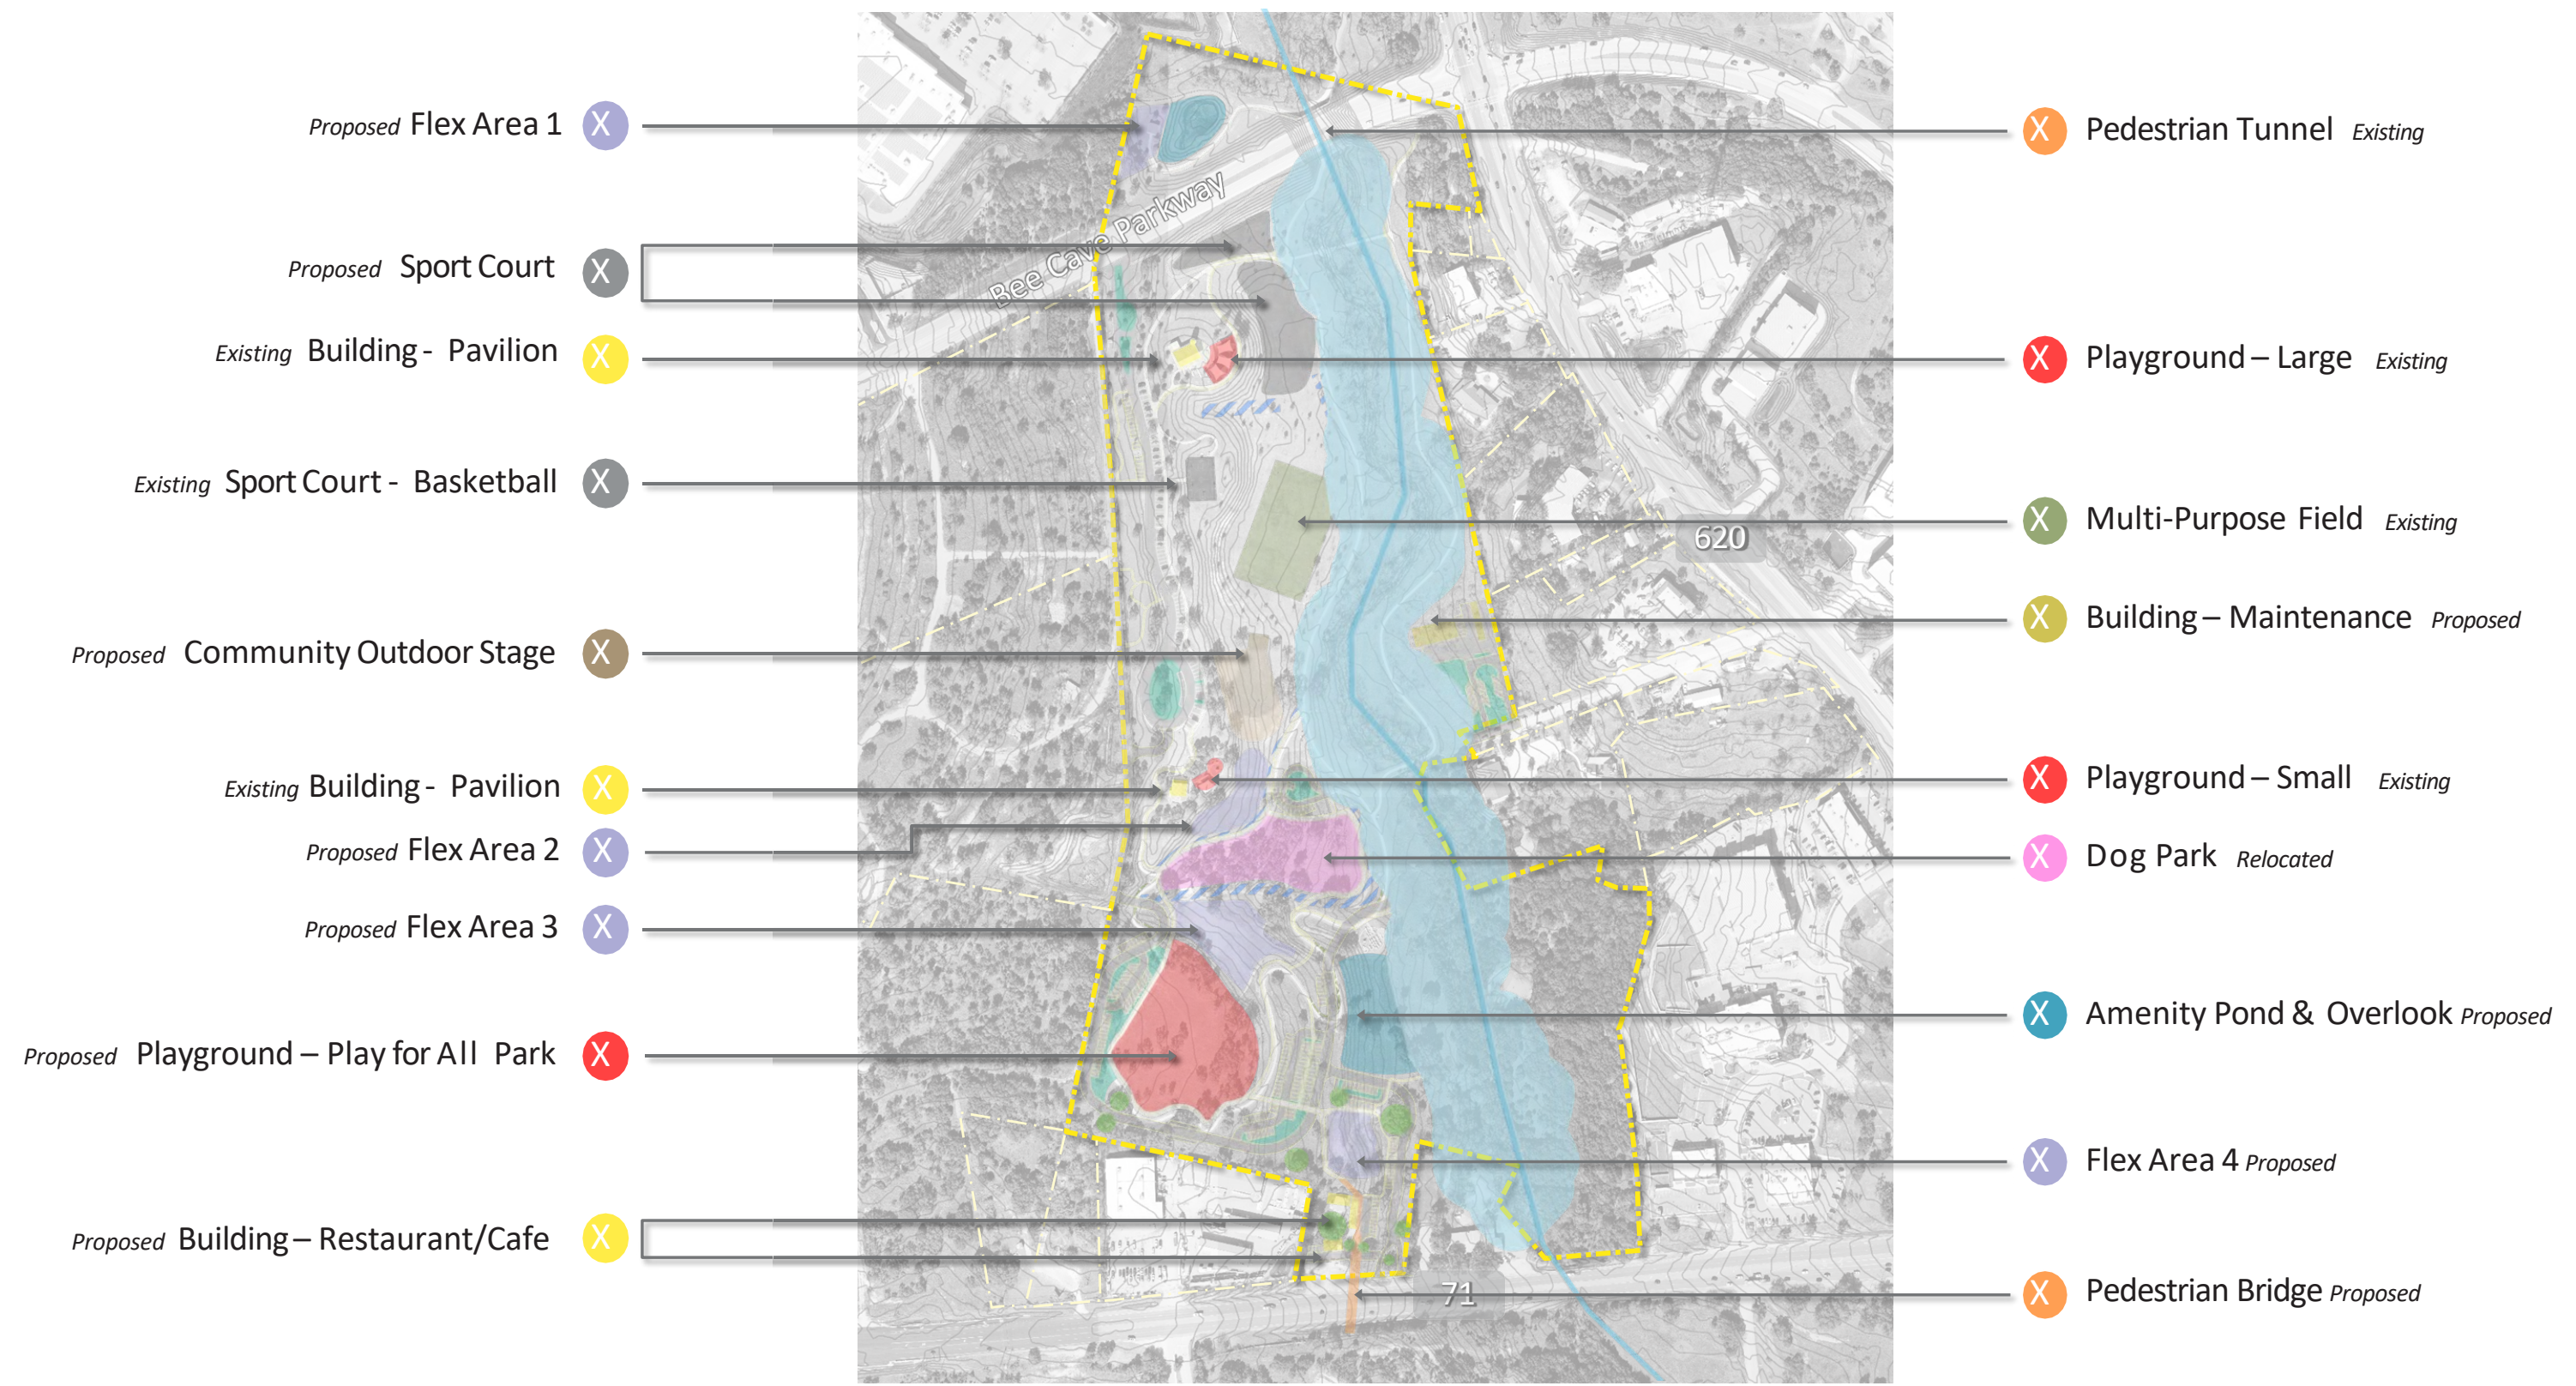 Proposed Flex Area 1 X
Proposed Sport Court X
Existing Building - Pavilion X
Existing Sport Court - Basketball X
Proposed Community Outdoor Stage X
Existing Building - Pavilion X
Proposed Flex Area 2 X
Proposed Flex Area 3 X
Proposed Playground – Play for All Park X
Proposed Building – Restaurant/Cafe X
Bee Cave Parkway
620
71
X Pedestrian Tunnel Existing
X Playground – Large Existing
X Multi-Purpose Field Existing
X Building – Maintenance Proposed
X Playground – Small Existing
X Dog Park Relocated
X Amenity Pond & Overlook Proposed
X Flex Area 4 Proposed
X Pedestrian Bridge Proposed